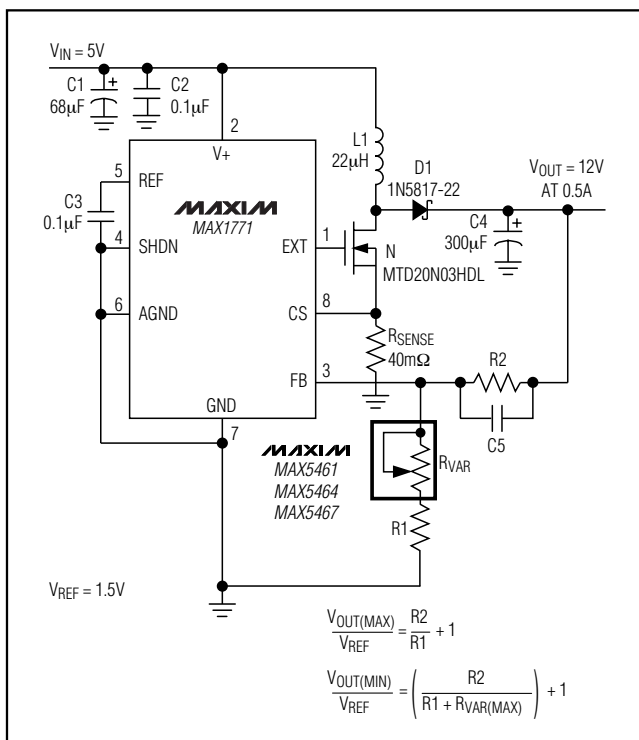 V_IN = 5V
C1
68μF
+
C2
0.1μF
2
V+
L1
22μH
D1
1N5817-22
V_OUT = 12V
AT 0.5A
5
REF
C3
0.1μF
MAXIM
MAX1771
4
SHDN
EXT
1
N
MTD20N03HDL
C4
300μF
+
6
AGND
CS
8
R_SENSE
40mΩ
FB
3
R2
C5
GND
7
MAXIM
MAX5461
MAX5464
MAX5467
R_VAR
R1
V_REF = 1.5V
V_OUT(MAX) / V_REF = R2 / R1 + 1
V_OUT(MIN) / V_REF = ( R2 / R1 + R_VAR(MAX) ) + 1